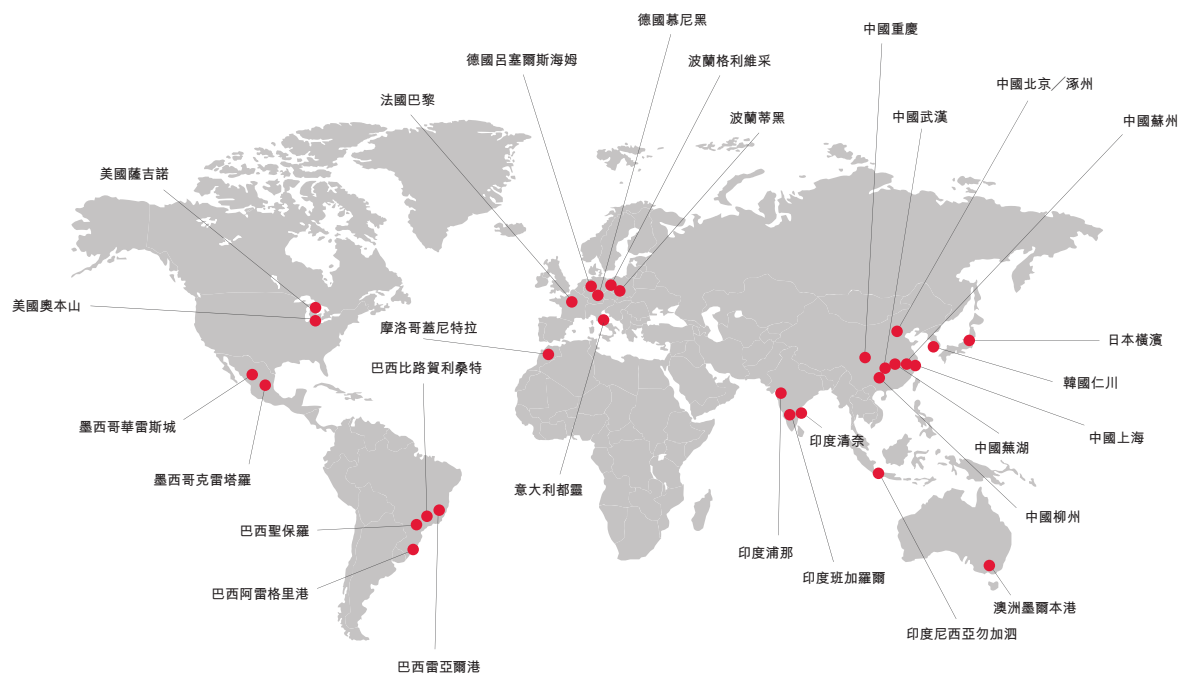 德國慕尼黑
中國重慶
德國呂塞爾斯海姆
波蘭格利維采
中國北京／涿州
法國巴黎
波蘭蒂黑
中國武漢
中國蘇州
美國薩吉諾
美國奧本山
摩洛哥蓋尼特拉
日本橫濱
巴西比路賀利桑特
韓國仁川
墨西哥華雷斯城
印度清奈
中國上海
中國蕪湖
墨西哥克雷塔羅
意大利都靈
中國柳州
巴西聖保羅
印度浦那
印度班加羅爾
巴西阿雷格里港
澳洲墨爾本港
印度尼西亞勿加泗
巴西雷亞爾港